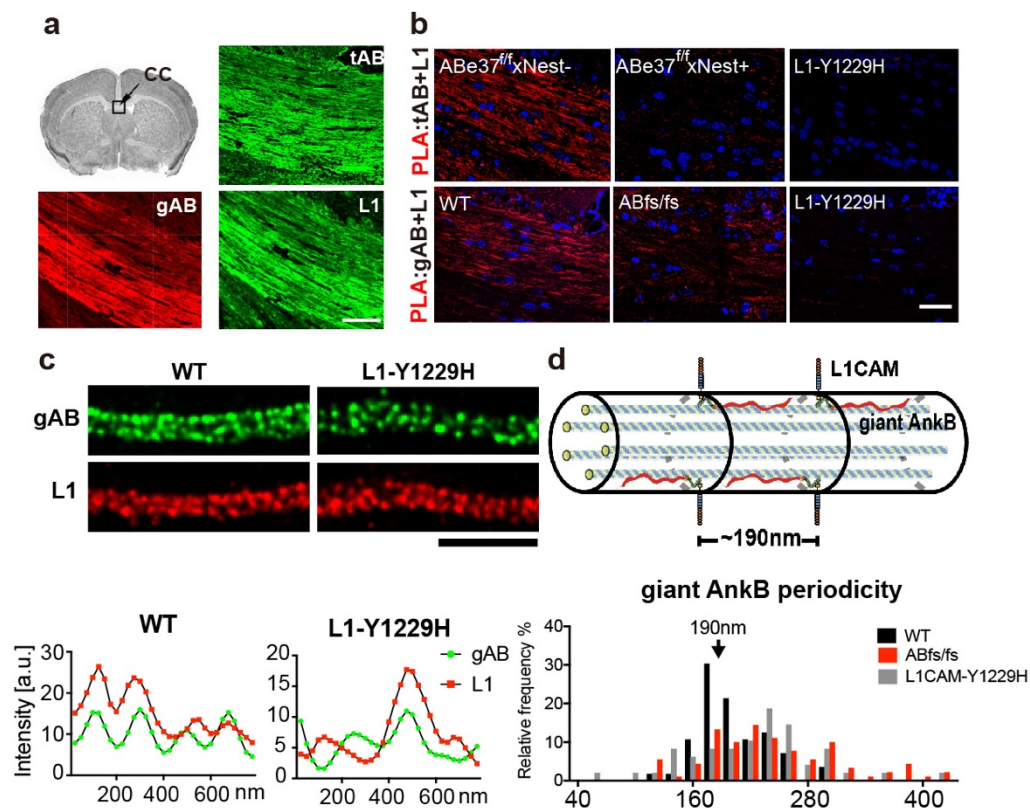 a
CC
tAB
gAB
L1
b
PLA:tAB+L1
ABe37f/fxNest-
ABe37f/fxNest+
L1-Y1229H
PLA:gAB+L1
WT
ABfs/fs
L1-Y1229H
c
WT
L1-Y1229H
gAB
L1
d
L1CAM
giant AnkB
~190nm
WT
Intensity [a.u.]
30
20
10
0
200
400
600
nm
L1-Y1229H
20
15
10
5
0
200
400
600
nm
gAB
L1
giant AnkB periodicity
190nm
Relative frequency %
40
30
20
10
0
40
160
280
400
WT
ABfs/fs
L1CAM-Y1229H